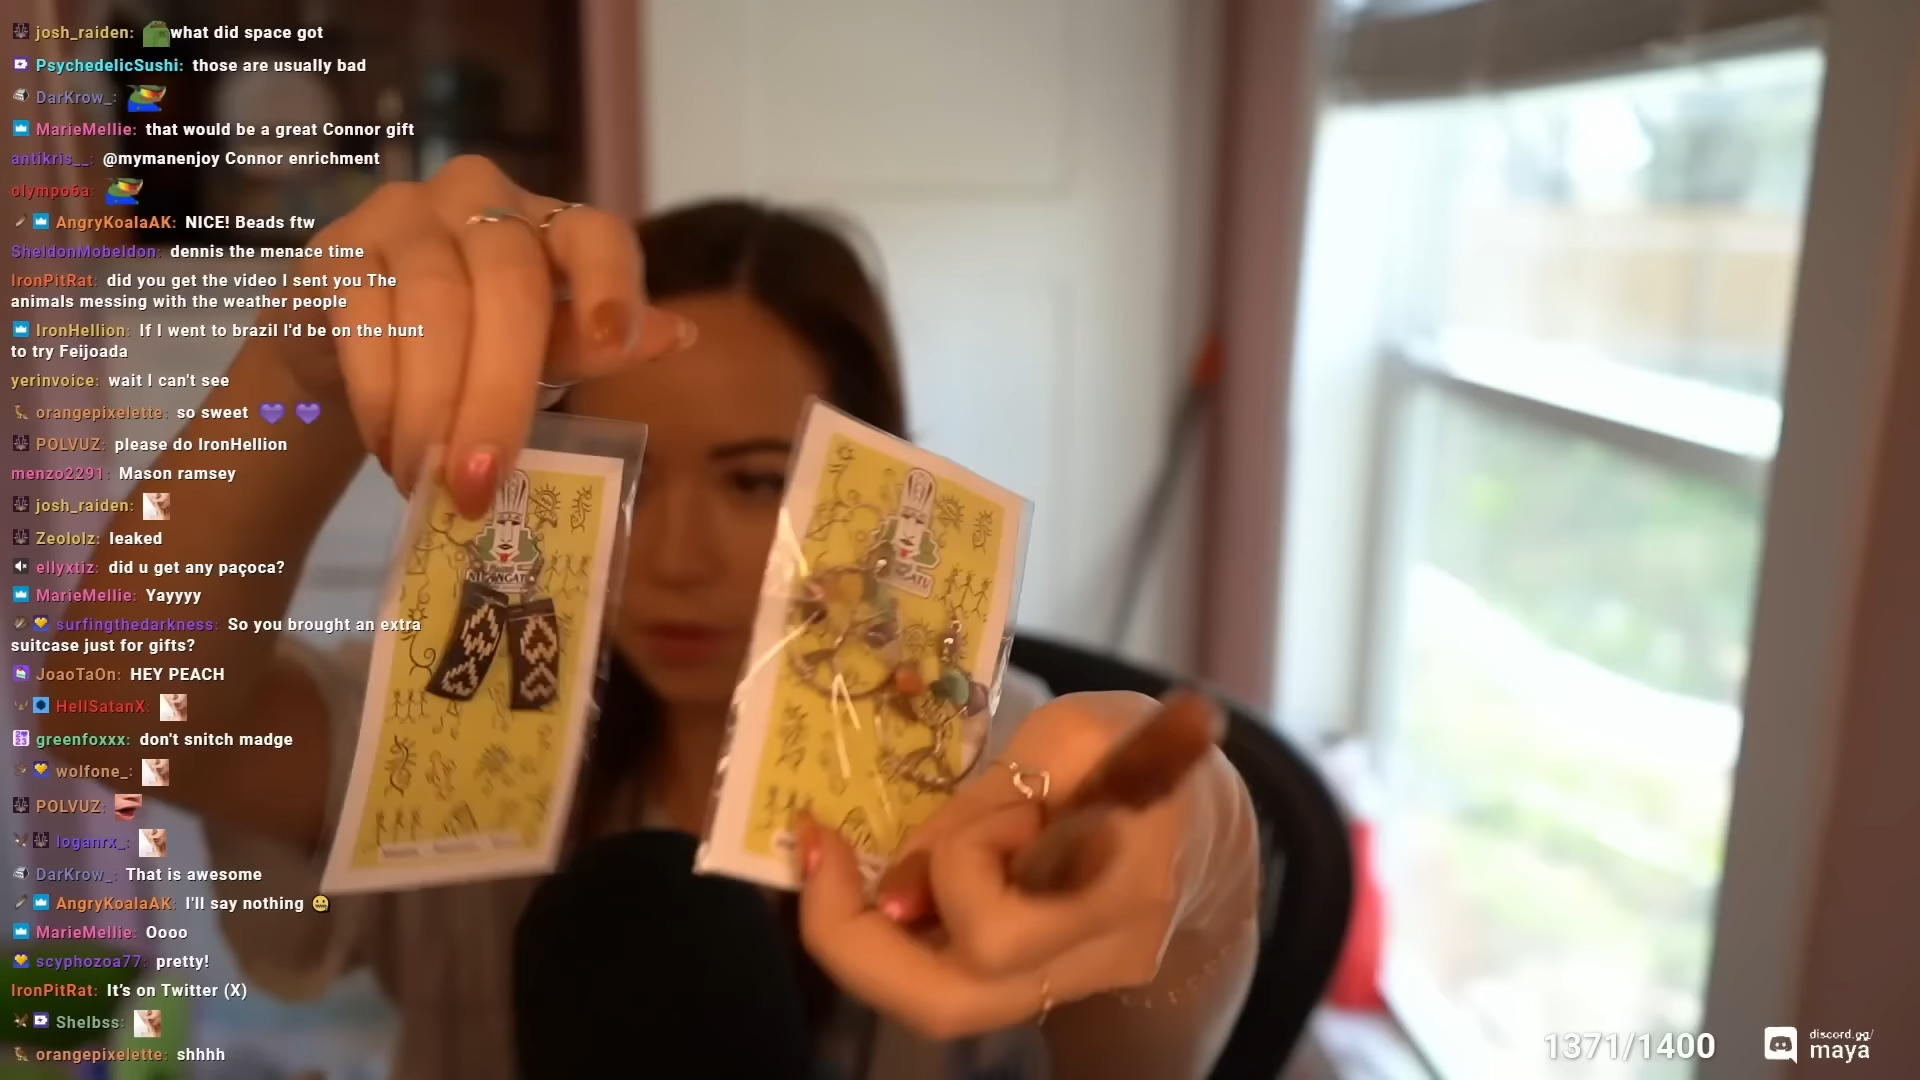 josh_raiden: what did space got
PsychedelicSushi: those are usually bad
DarKrow_:
MarieMellie: that would be a great Connor gift
antikris__: @mymanenjoy Connor enrichment
olympo6a:
AngryKoalaAK: NICE! Beads ftw
SheldonMobeldon: dennis the menace time
IronPitRat: did you get the video I sent you The
animals messing with the weather people
IronHellion: If I went to brazil I'd be on the hunt
to try Feijoada
yerinvoice: wait I can't see
orangepixelette: so sweet
POLVUZ: please do IronHellion
menzo2291: Mason ramsey
josh_raiden:
Zeololz: leaked
ellyxtiz: did u get any paçoca?
MarieMellie: Yayyyy
surfingthedarkness: So you brought an extra
suitcase just for gifts?
JoaoTaOn: HEY PEACH
HellSatanX:
greenfoxxx: don't snitch madge
wolfone_:
POLVUZ:
loganrx_:
DarKrow_: That is awesome
AngryKoalaAK: I'll say nothing
MarieMellie: Oooo
scyphozoa77: pretty!
IronPitRat: It's on Twitter (X)
Shelbss:
orangepixelette: shhhh
1371/1400
discord.gg/
maya